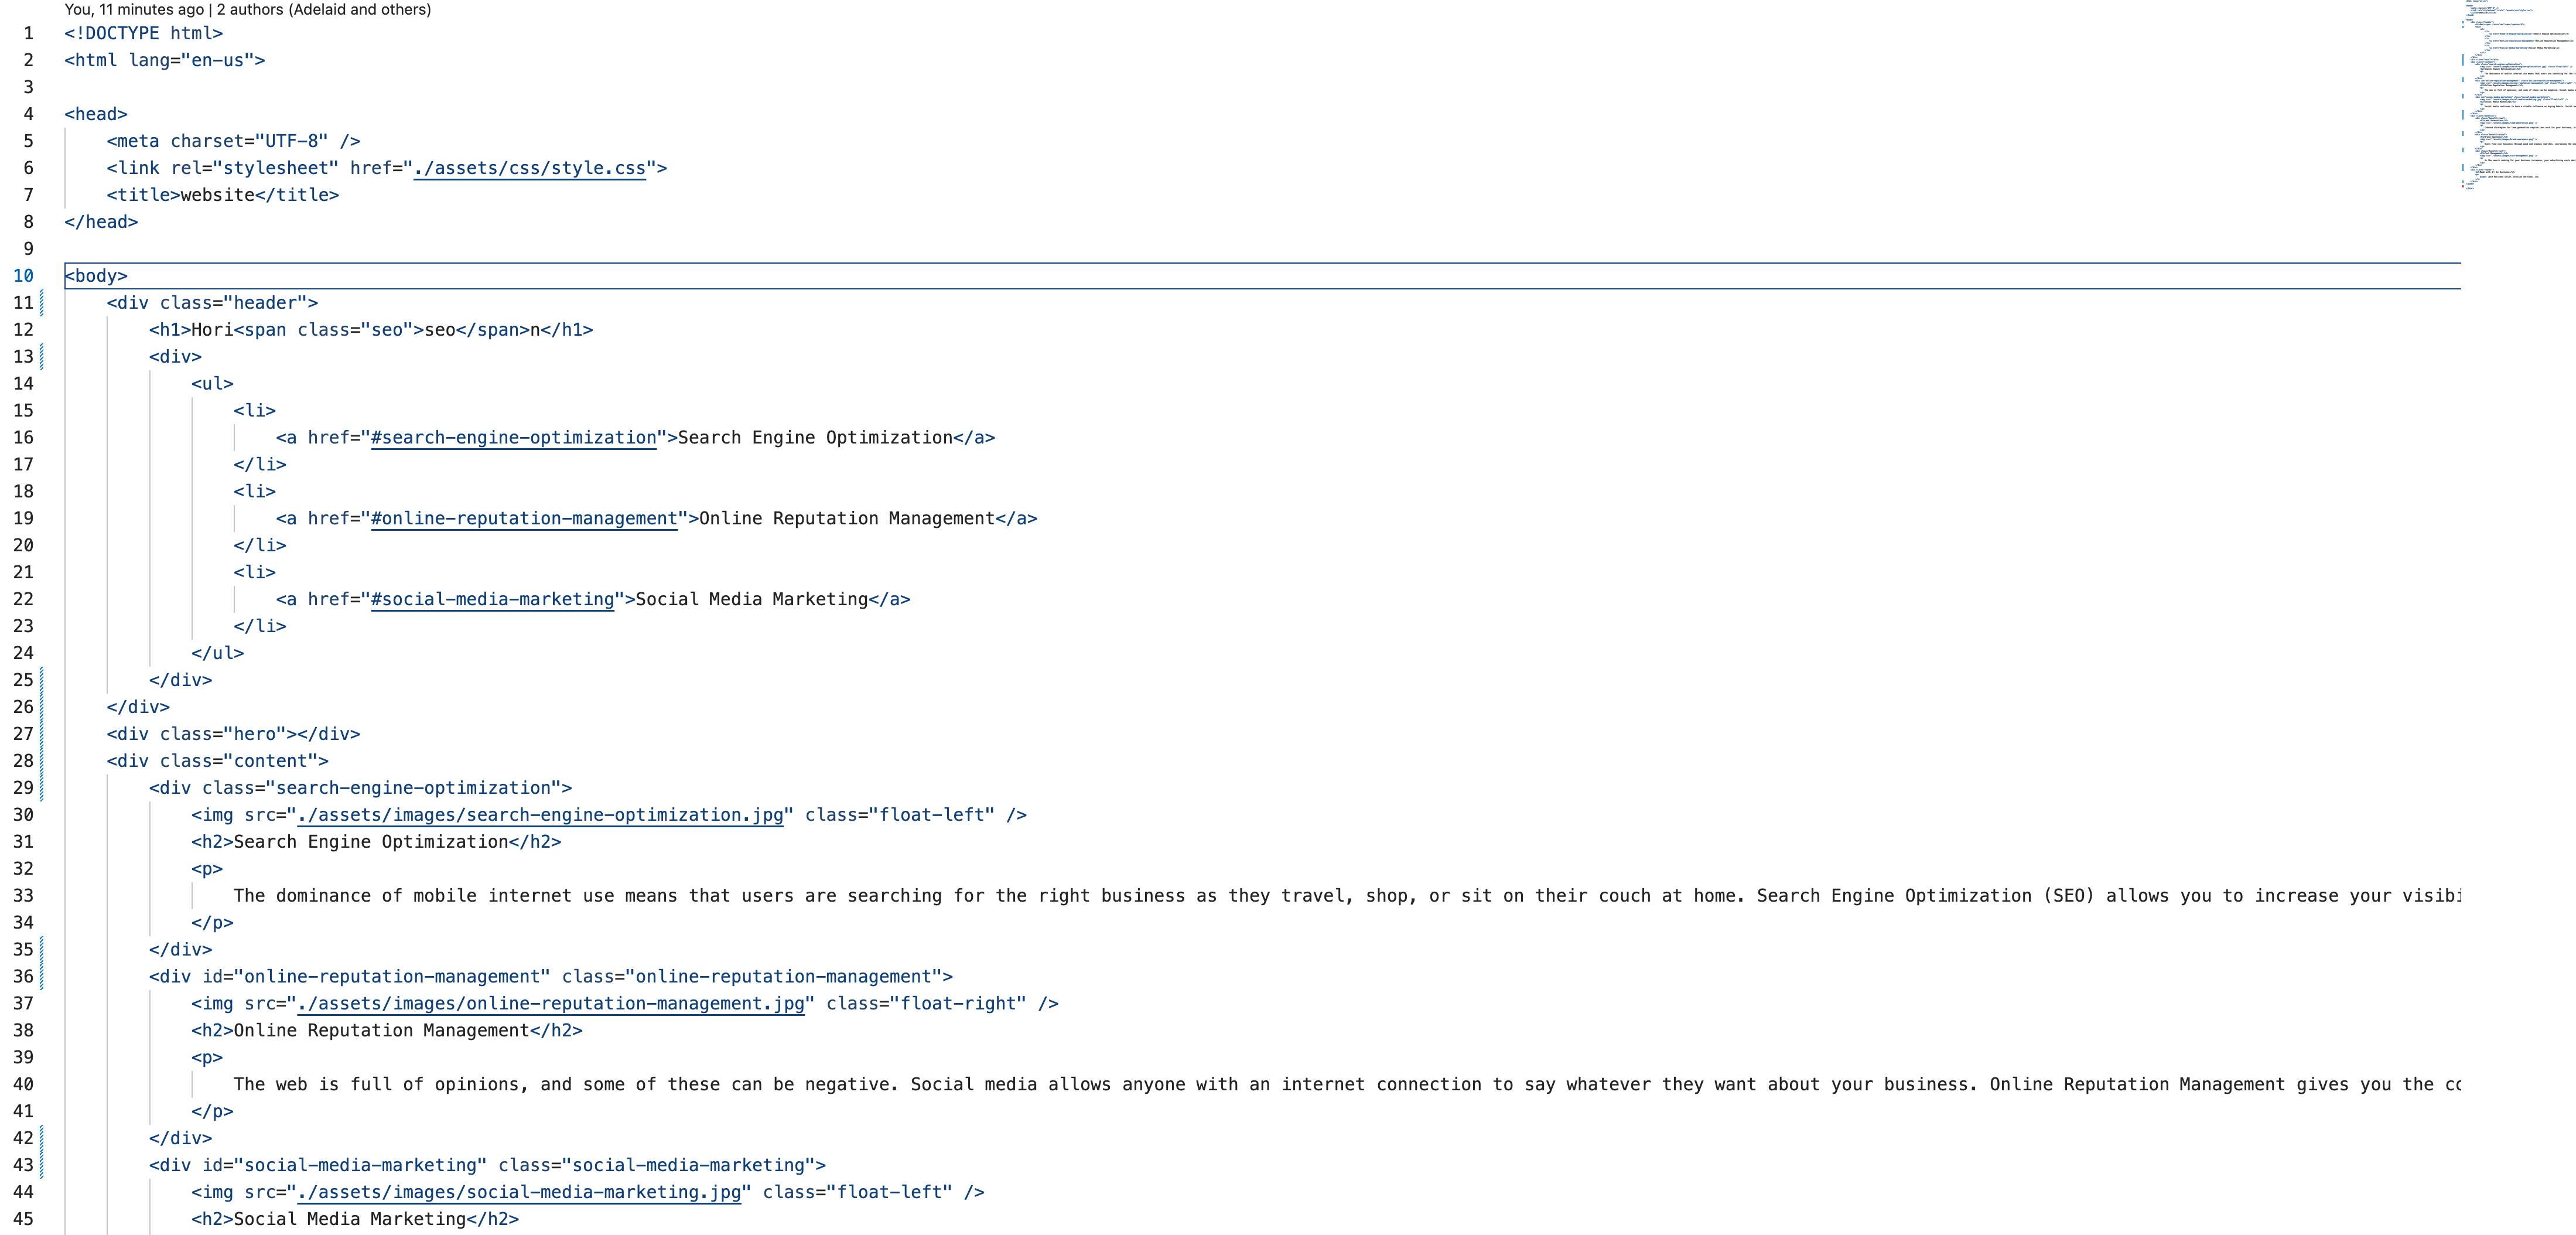 You, 11 minutes ago | 2 authors (Adelaid and others)
1 <!DOCTYPE html>
2 <html lang="en-us">
3
4 <head>
5 <meta charset="UTF-8" />
6 <link rel="stylesheet" href="./assets/css/style.css">
7 <title>website</title>
8 </head>
9
10 <body>
11 <div class="header">
12 <h1>Hori<span class="seo">seo</span>n</h1>
13 <div>
14 <ul>
15 <li>
16 <a href="#search-engine-optimization">Search Engine Optimization</a>
17 </li>
18 <li>
19 <a href="#online-reputation-management">Online Reputation Management</a>
20 </li>
21 <li>
22 <a href="#social-media-marketing">Social Media Marketing</a>
23 </li>
24 </ul>
25 </div>
26 </div>
27 <div class="hero"></div>
28 <div class="content">
29 <div class="search-engine-optimization">
30 <img src="./assets/images/search-engine-optimization.jpg" class="float-left" />
31 <h2>Search Engine Optimization</h2>
32 <p>
33 The dominance of mobile internet use means that users are searching for the right business as they travel, shop, or sit on their couch at home. Search Engine Optimization (SEO) allows you to increase your visibi
34 </p>
35 </div>
36 <div id="online-reputation-management" class="online-reputation-management">
37 <img src="./assets/images/online-reputation-management.jpg" class="float-right" />
38 <h2>Online Reputation Management</h2>
39 <p>
40 The web is full of opinions, and some of these can be negative. Social media allows anyone with an internet connection to say whatever they want about your business. Online Reputation Management gives you the co
41 </p>
42 </div>
43 <div id="social-media-marketing" class="social-media-marketing">
44 <img src="./assets/images/social-media-marketing.jpg" class="float-left" />
45 <h2>Social Media Marketing</h2>